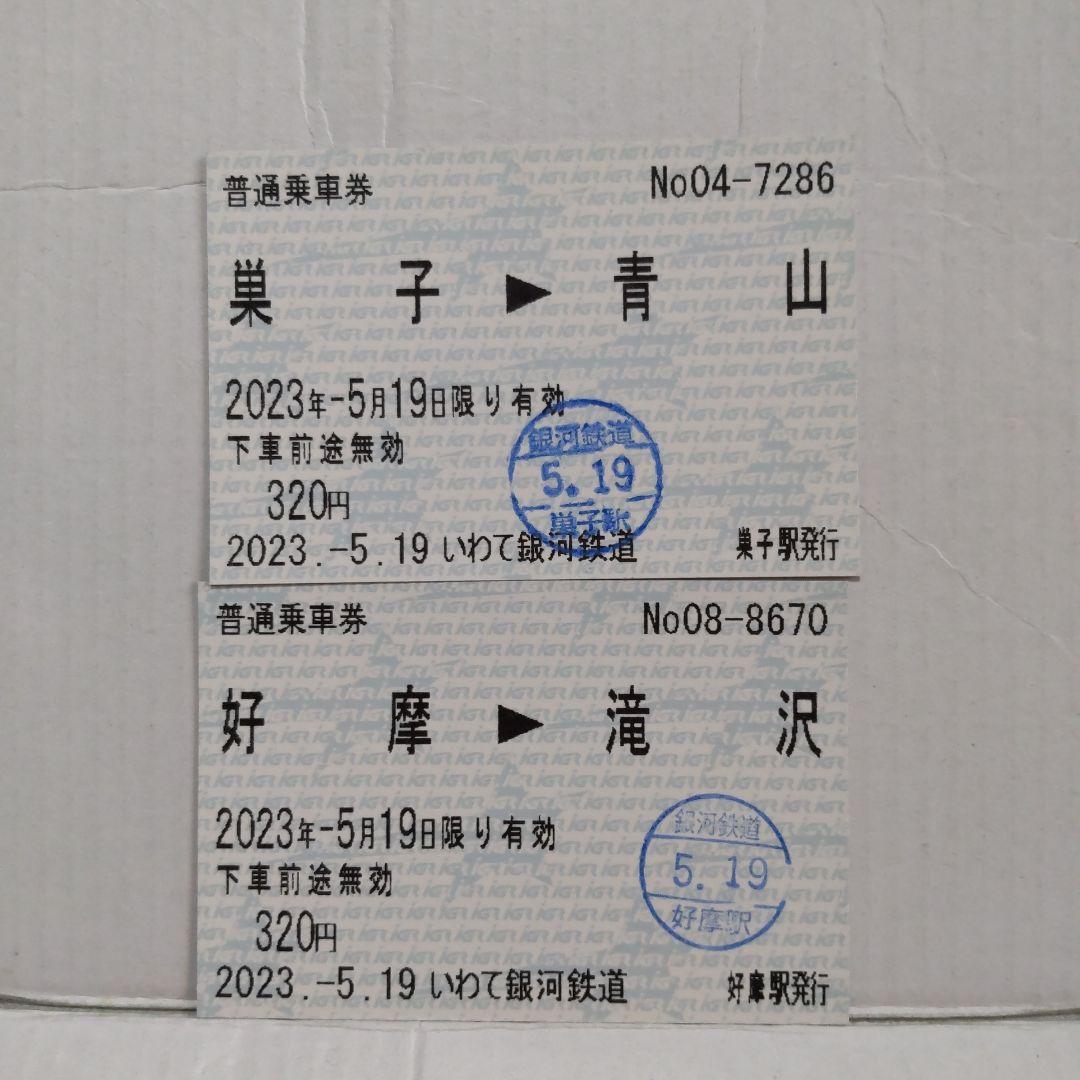 普通乗車券 No04-7286
巣子▶青山
2023年-5月19日限り有効
下車前途無効
銀河鉄道
5.19
巣子駅
320円
2023.-5.19 いわて銀河鉄道 巣子駅発行
普通乗車券 No08-8670
好摩▶滝沢
2023年-5月19日限り有効
下車前途無効
銀河鉄道
5.19
好摩駅
320円
2023.-5.19 いわて銀河鉄道 好摩駅発行